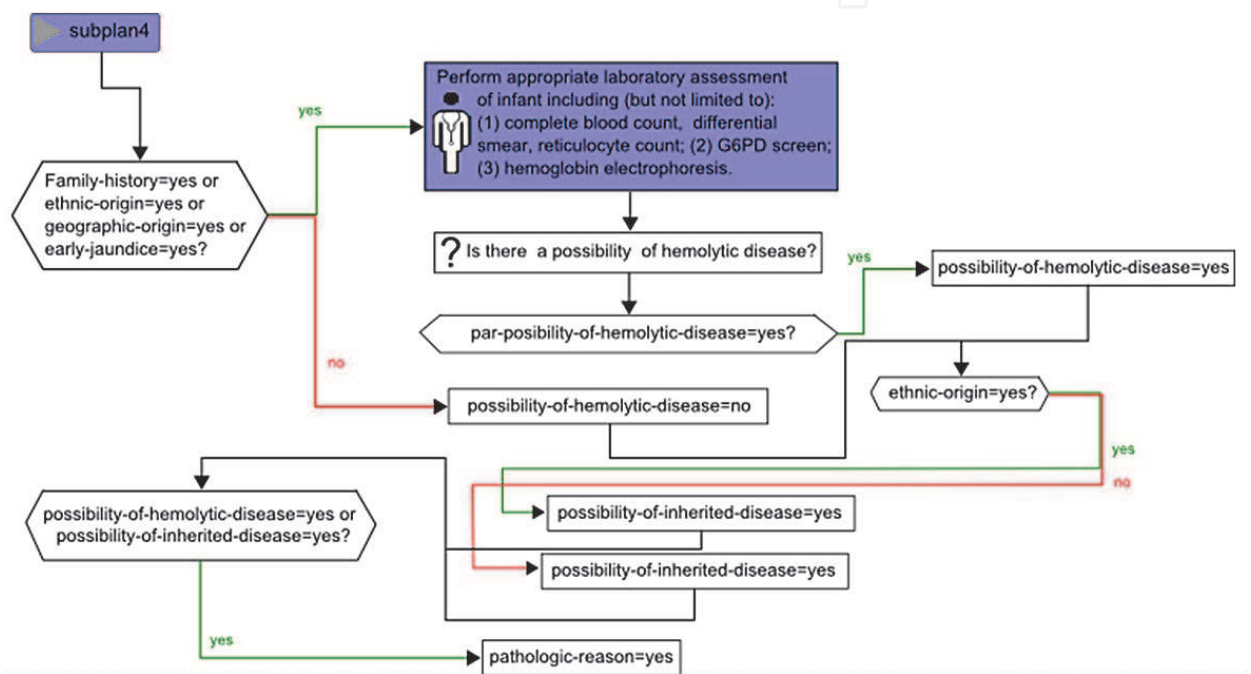 subplan4
Perform appropriate laboratory assessment
of infant including (but not limited to):
(1) complete blood count, differential
smear, reticulocyte count; (2) G6PD screen;
(3) hemoglobin electrophoresis.
yes
Family-history=yes or
ethnic-origin=yes or
geographic-origin=yes or
early-jaundice=yes?
? Is there a possibility of hemolytic disease?
yes
possibility-of-hemolytic-disease=yes
par-posibility-of-hemolytic-disease=yes?
no
possibility-of-hemolytic-disease=no
ethnic-origin=yes?
yes
no
possibility-of-hemolytic-disease=yes or
possibility-of-inherited-disease=yes?
possibility-of-inherited-disease=yes
possibility-of-inherited-disease=yes
yes
pathologic-reason=yes